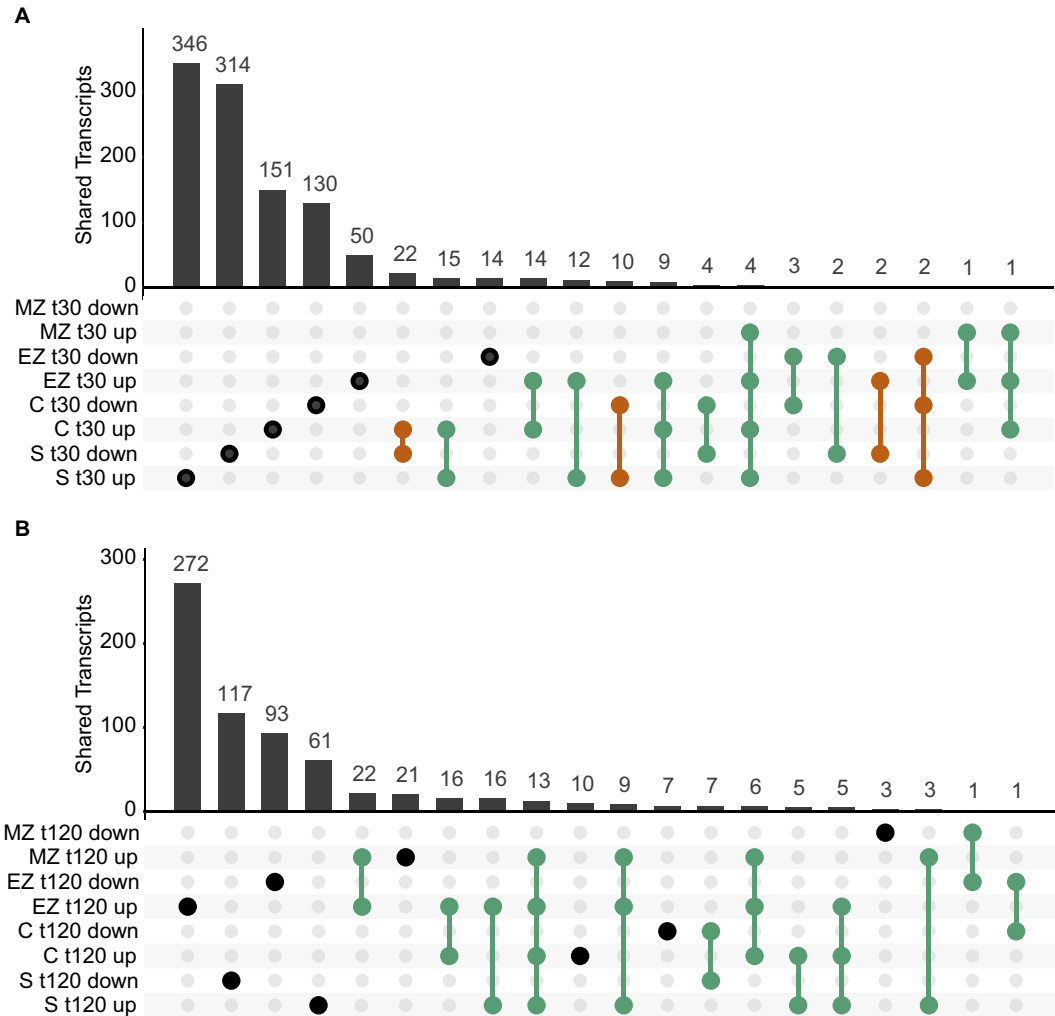 A
346
314
151
130
50
22
15
14
14
12
10
9
4
4
3
2
2
2
1
1
Shared Transcripts
300
200
100
0
MZ t30 down
MZ t30 up
EZ t30 down
EZ t30 up
C t30 down
C t30 up
S t30 down
S t30 up
B
272
117
93
61
22
21
16
16
13
10
9
7
7
6
5
5
3
3
1
1
Shared Transcripts
300
200
100
0
MZ t120 down
MZ t120 up
EZ t120 down
EZ t120 up
C t120 down
C t120 up
S t120 down
S t120 up